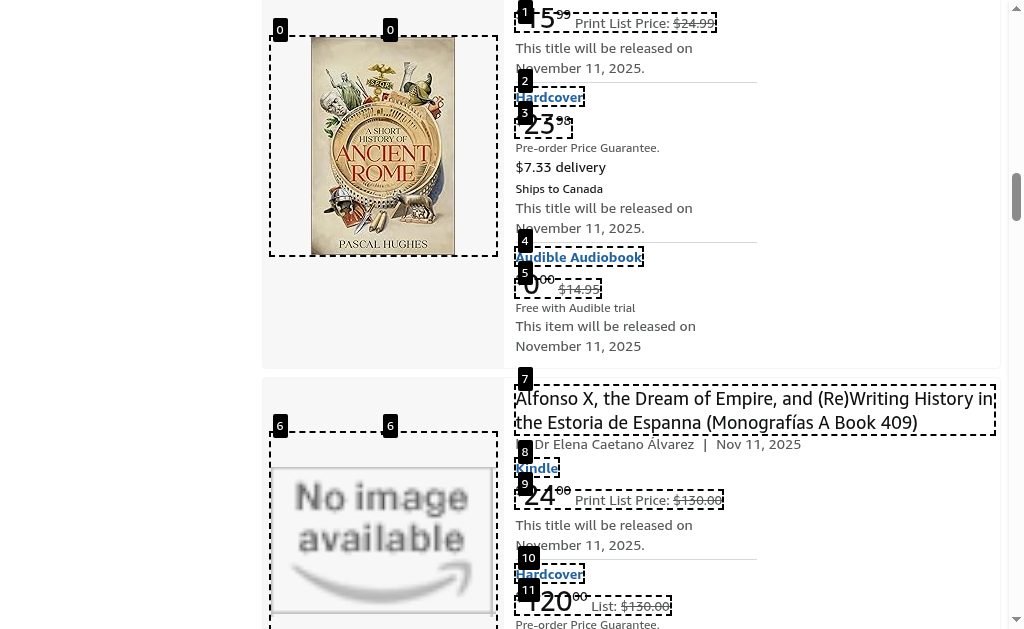 15 99 Print List Price: $24.99
This title will be released on
November 11, 2025.
Hardcover
23 98
Pre-order Price Guarantee.
$7.33 delivery
Ships to Canada
This title will be released on
November 11, 2025.
Audible Audiobook
0 00 $14.95
Free with Audible trial
This item will be released on
November 11, 2025
SPQR
A SHORT
HISTORY OF
ANCIENT
ROME
PASCAL HUGHES
0 0
1
2
3
4
5
7
Alfonso X, the Dream of Empire, and (Re)Writing History in
the Estoria de Espanna (Monografías A Book 409)
by Dr Elena Caetano Álvarez | Nov 11, 2025
8
Kindle
9
24 00 Print List Price: $130.00
This title will be released on
November 11, 2025.
10
Hardcover
11
120 00 List: $130.00
Pre-order Price Guarantee.
6 6
No image
available